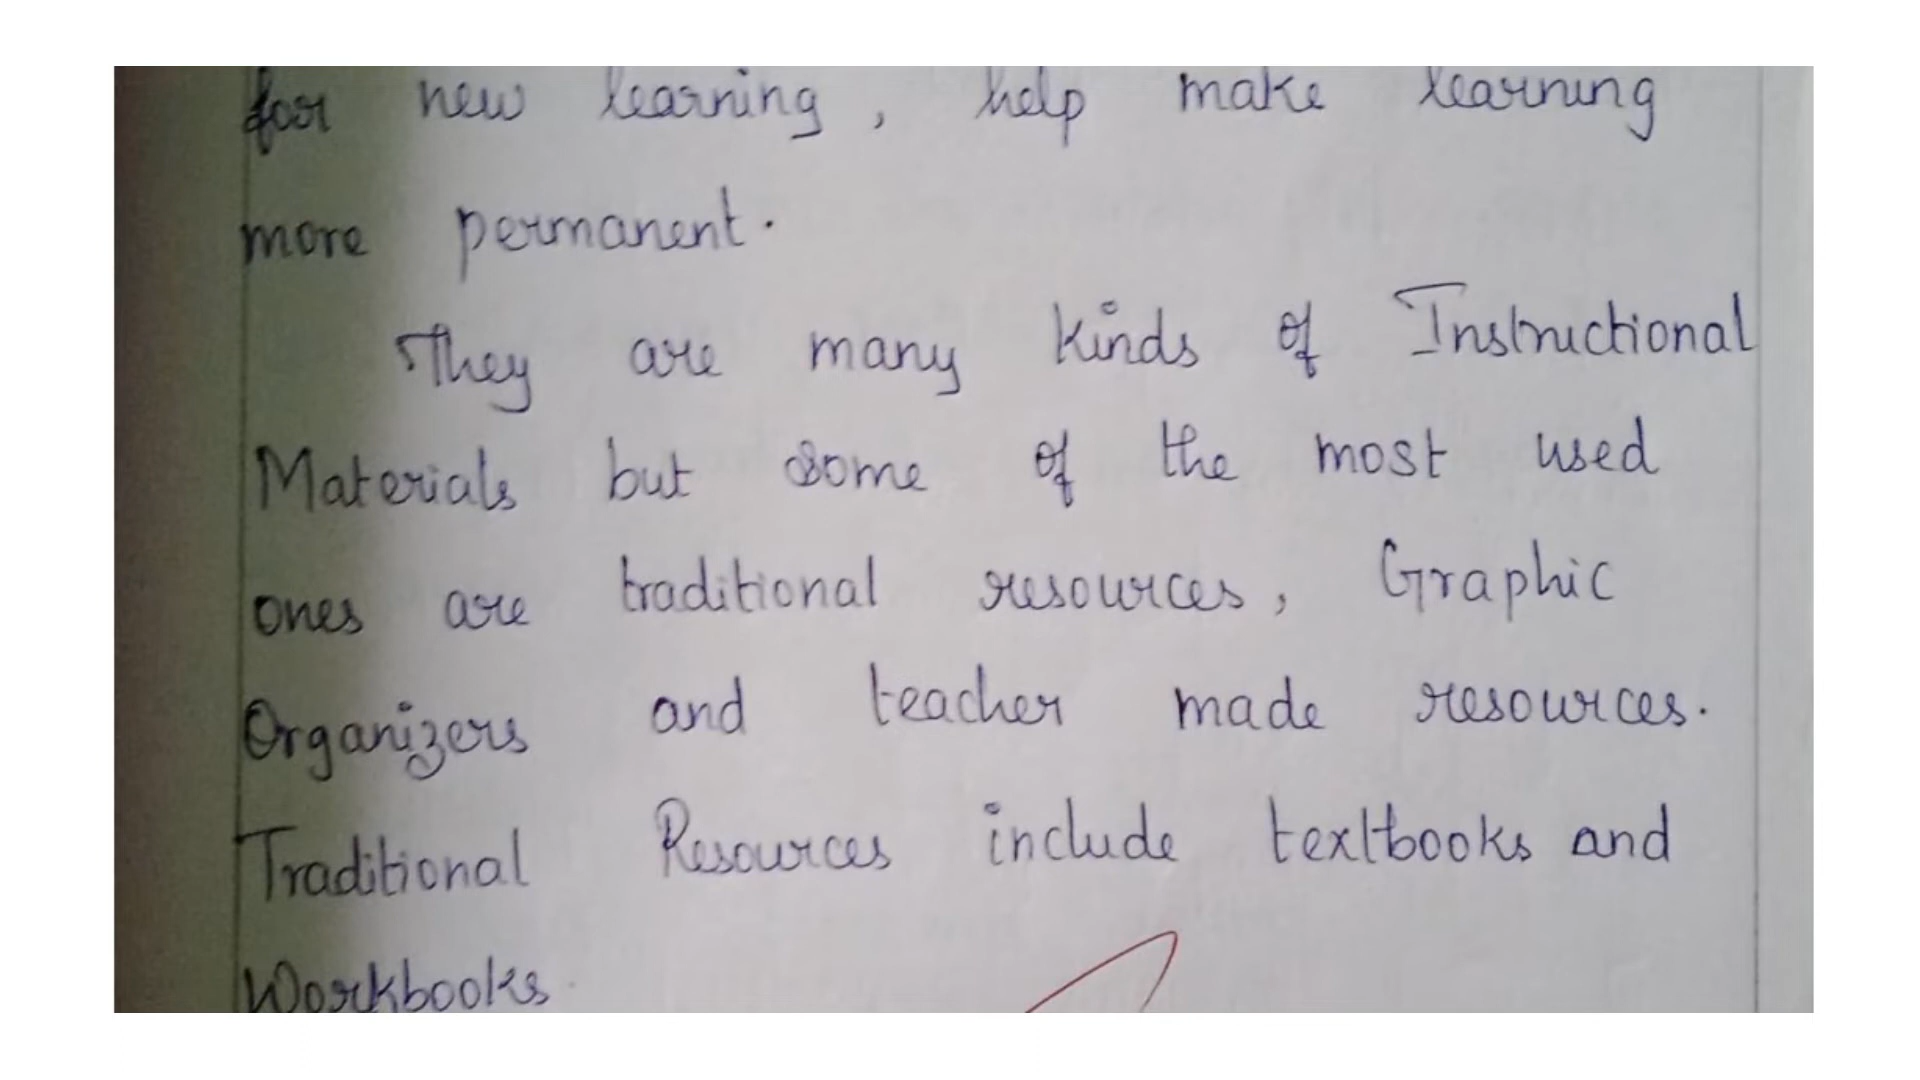 for new learning, help make learning
more permanent.
They are many kinds of Instructional
Materials but some of the most used
ones are traditional resources, Graphic
Organizers and teacher made resources.
Traditional Resources include textbooks and
Workbooks.